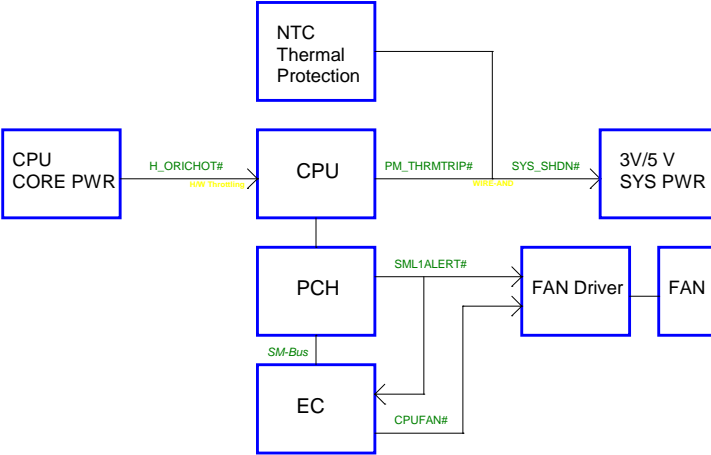 NTC
Thermal
Protection
CPU
CORE PWR
H_ORICHOT#
H/W Throttling
CPU
PM_THRMTRIP#
WIRE-AND
SYS_SHDN#
3V/5 V
SYS PWR
PCH
SML1ALERT#
FAN Driver
FAN
SM-Bus
EC
CPUFAN#